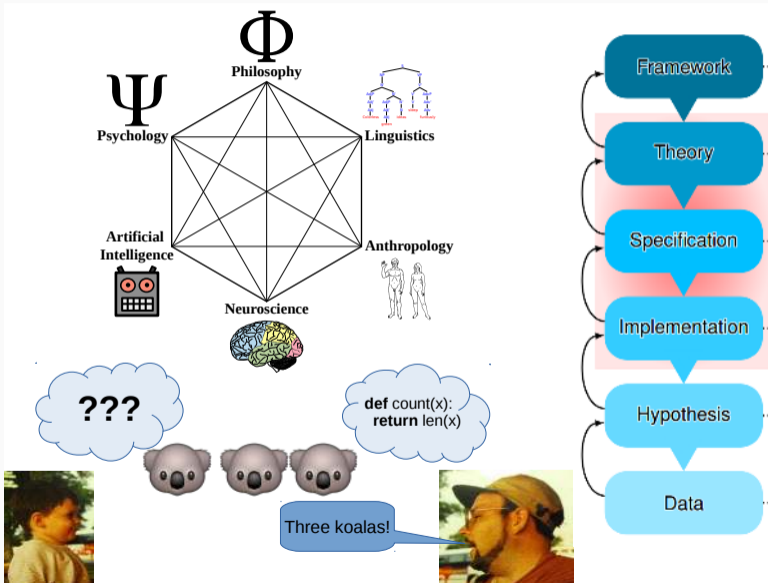 Φ
Philosophy
Ψ
Psychology
Linguistics
Artificial
Intelligence
Anthropology
Neuroscience
???
def count(x):
return len(x)
Three koalas!
Framework
Theory
Specification
Implementation
Hypothesis
Data